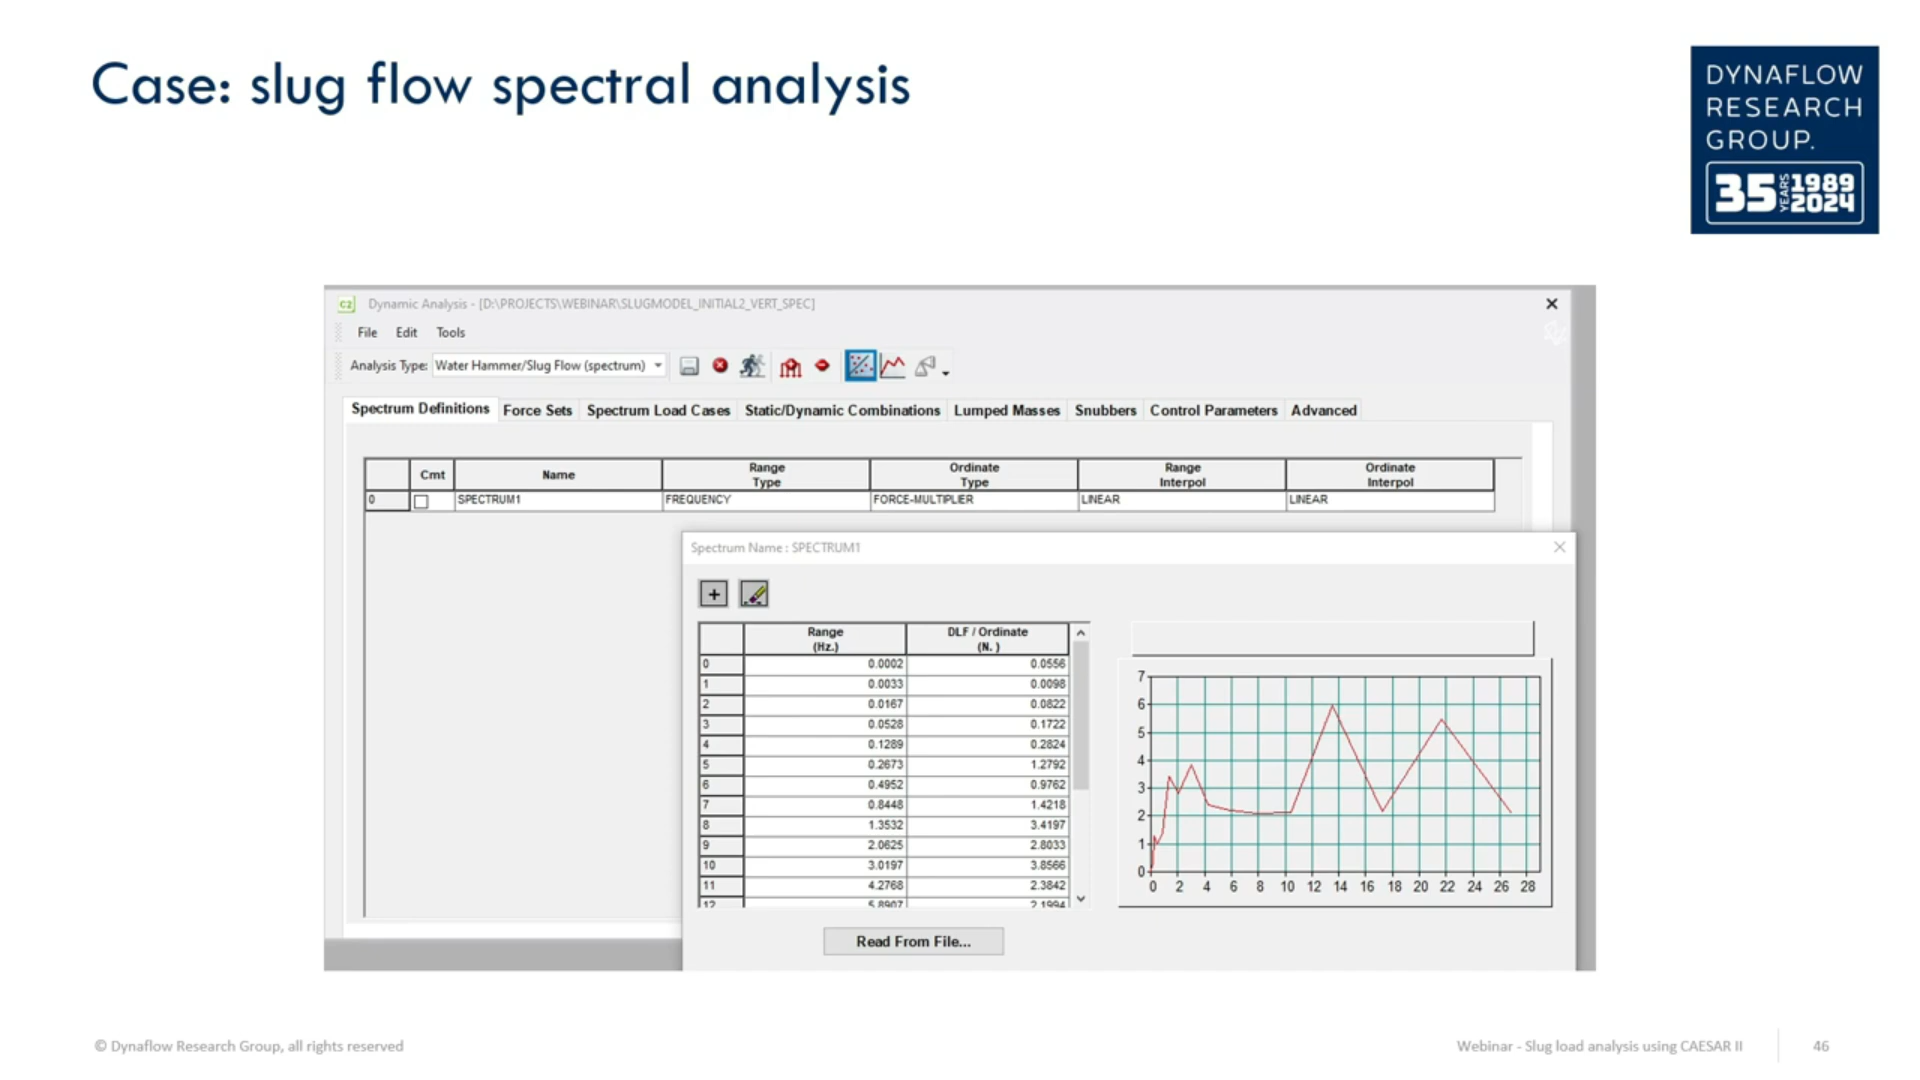 Case: slug flow spectral analysis
DYNAFLOW
RESEARCH
GROUP.
35 YEARS 1989 2024
C2 Dynamic Analysis - [D:\PROJECTS\WEBINAR\SLUGMODEL_INITIAL2_VERT_SPEC]
File Edit Tools
Analysis Type: Water Hammer/Slug Flow (spectrum)
Spectrum Definitions Force Sets Spectrum Load Cases Static/Dynamic Combinations Lumped Masses Snubbers Control Parameters Advanced
Cmt Name Range Type Ordinate Type Range Interpol Ordinate Interpol
0 SPECTRUM1 FREQUENCY FORCE-MULTIPLIER LINEAR LINEAR
Spectrum Name : SPECTRUM1
Range (Hz.) DLF / Ordinate (N. )
0 0.0002 0.0556
1 0.0033 0.0098
2 0.0167 0.0822
3 0.0528 0.1722
4 0.1289 0.2824
5 0.2673 1.2792
6 0.4952 0.9762
7 0.8448 1.4218
8 1.3532 3.4197
9 2.0625 2.8033
10 3.0197 3.8566
11 4.2768 2.3842
12 5.8907 2.1994
7
6
5
4
3
2
1
0
0 2 4 6 8 10 12 14 16 18 20 22 24 26 28
Read From File...
© Dynaflow Research Group, all rights reserved
Webinar - Slug load analysis using CAESAR II
46